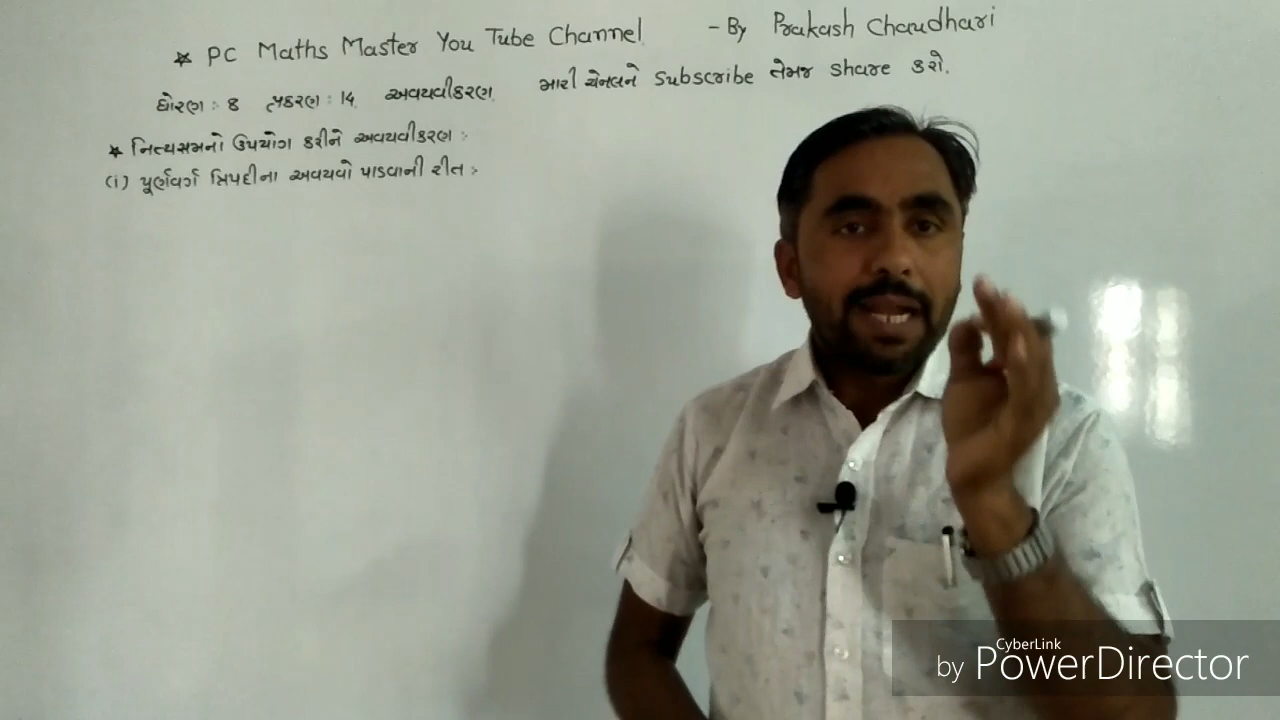 ★ PC Maths Master You Tube Channel - By Prakash Chaudhari
ધોરણ : 8 પ્રકરણ : 14 અવયવીકરણ મારી ચેનલને Subscribe તેમજ share કરો.
★ નિત્યસમનો ઉપયોગ કરીને અવયવીકરણ :-
(i) પૂર્ણવર્ગ ત્રિપદીના અવયવો પાડવાની રીત :-
CyberLink
by PowerDirector